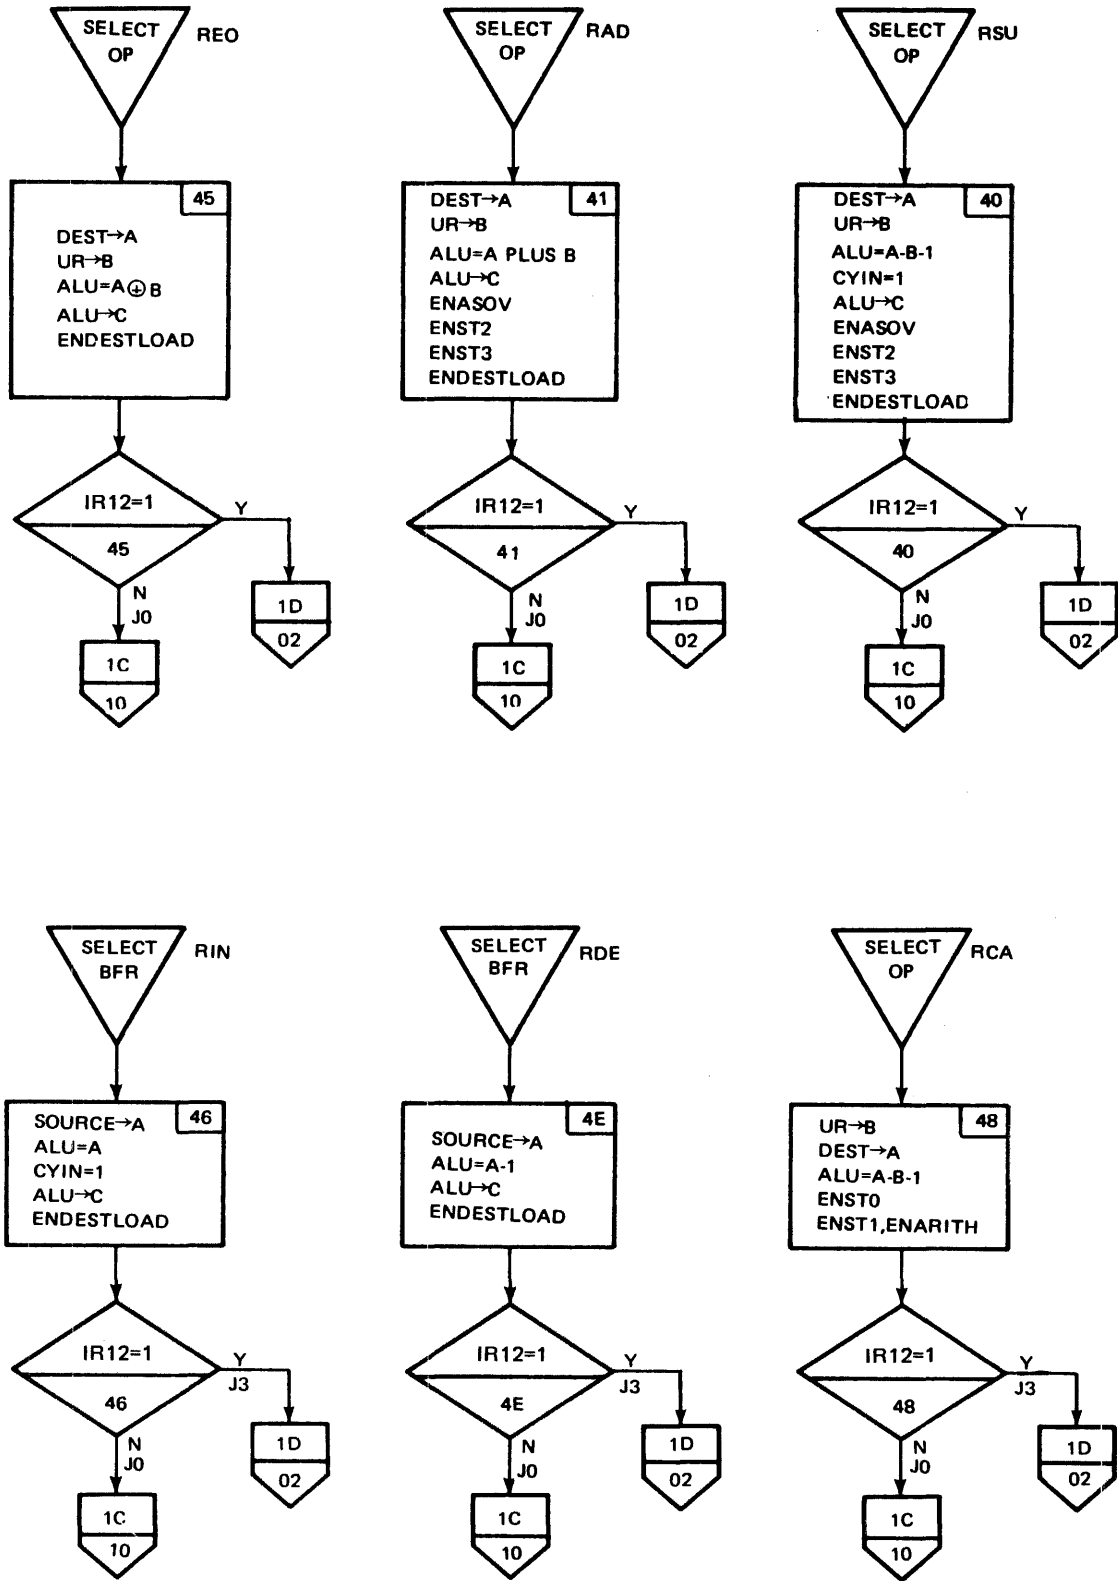 SELECT
OP
REO
45
DEST→A
UR→B
ALU=A⊕B
ALU→C
ENDESTLOAD
IR12=1
45
Y
N
J0
1D
02
1C
10
SELECT
OP
RAD
41
DEST→A
UR→B
ALU=A PLUS B
ALU→C
ENASOV
ENST2
ENST3
ENDESTLOAD
IR12=1
41
Y
N
J0
1D
02
1C
10
SELECT
OP
RSU
40
DEST→A
UR→B
ALU=A-B-1
CYIN=1
ALU→C
ENASOV
ENST2
ENST3
ENDESTLOAD
IR12=1
40
Y
N
J0
1D
02
1C
10
SELECT
BFR
RIN
46
SOURCE→A
ALU=A
CYIN=1
ALU→C
ENDESTLOAD
IR12=1
46
Y
J3
N
J0
1D
02
1C
10
SELECT
BFR
RDE
4E
SOURCE→A
ALU=A-1
ALU→C
ENDESTLOAD
IR12=1
4E
Y
J3
N
J0
1D
02
1C
10
SELECT
OP
RCA
48
UR→B
DEST→A
ALU=A-B-1
ENST0
ENST1,ENARITH
IR12=1
48
Y
J3
N
J0
1D
02
1C
10